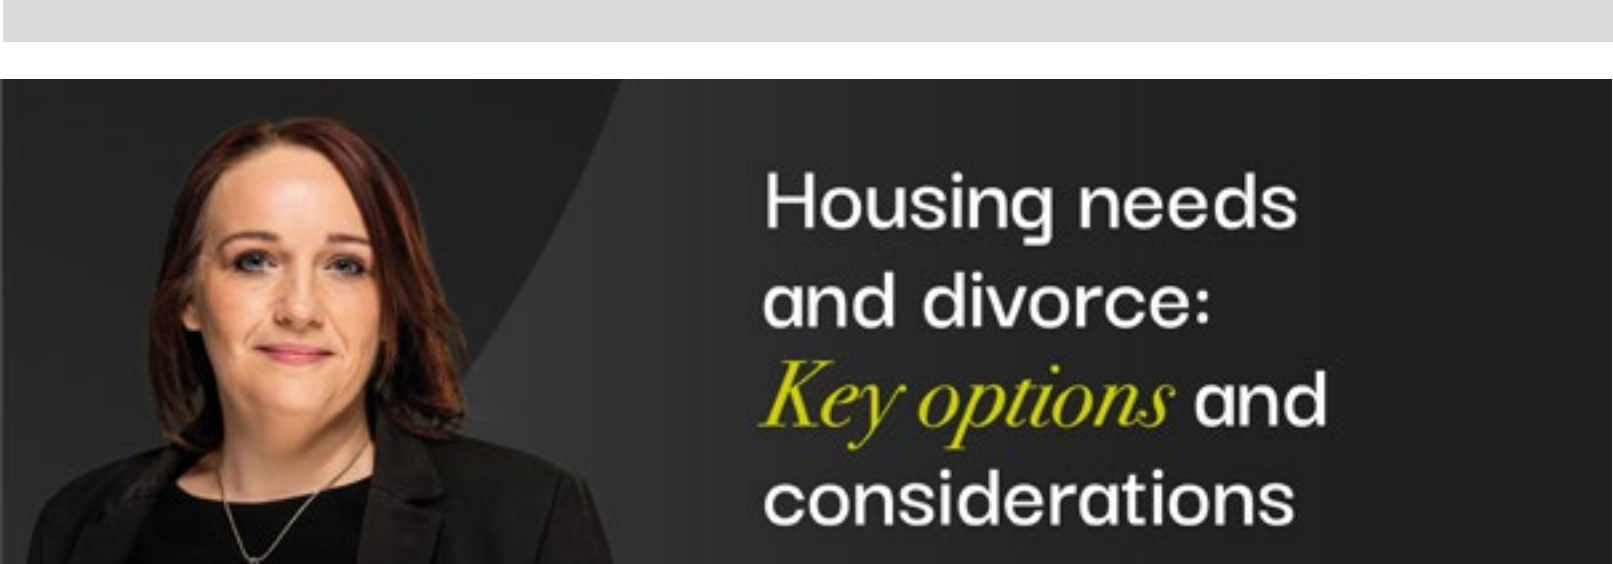 Housing needs
and divorce:
Key options and
considerations